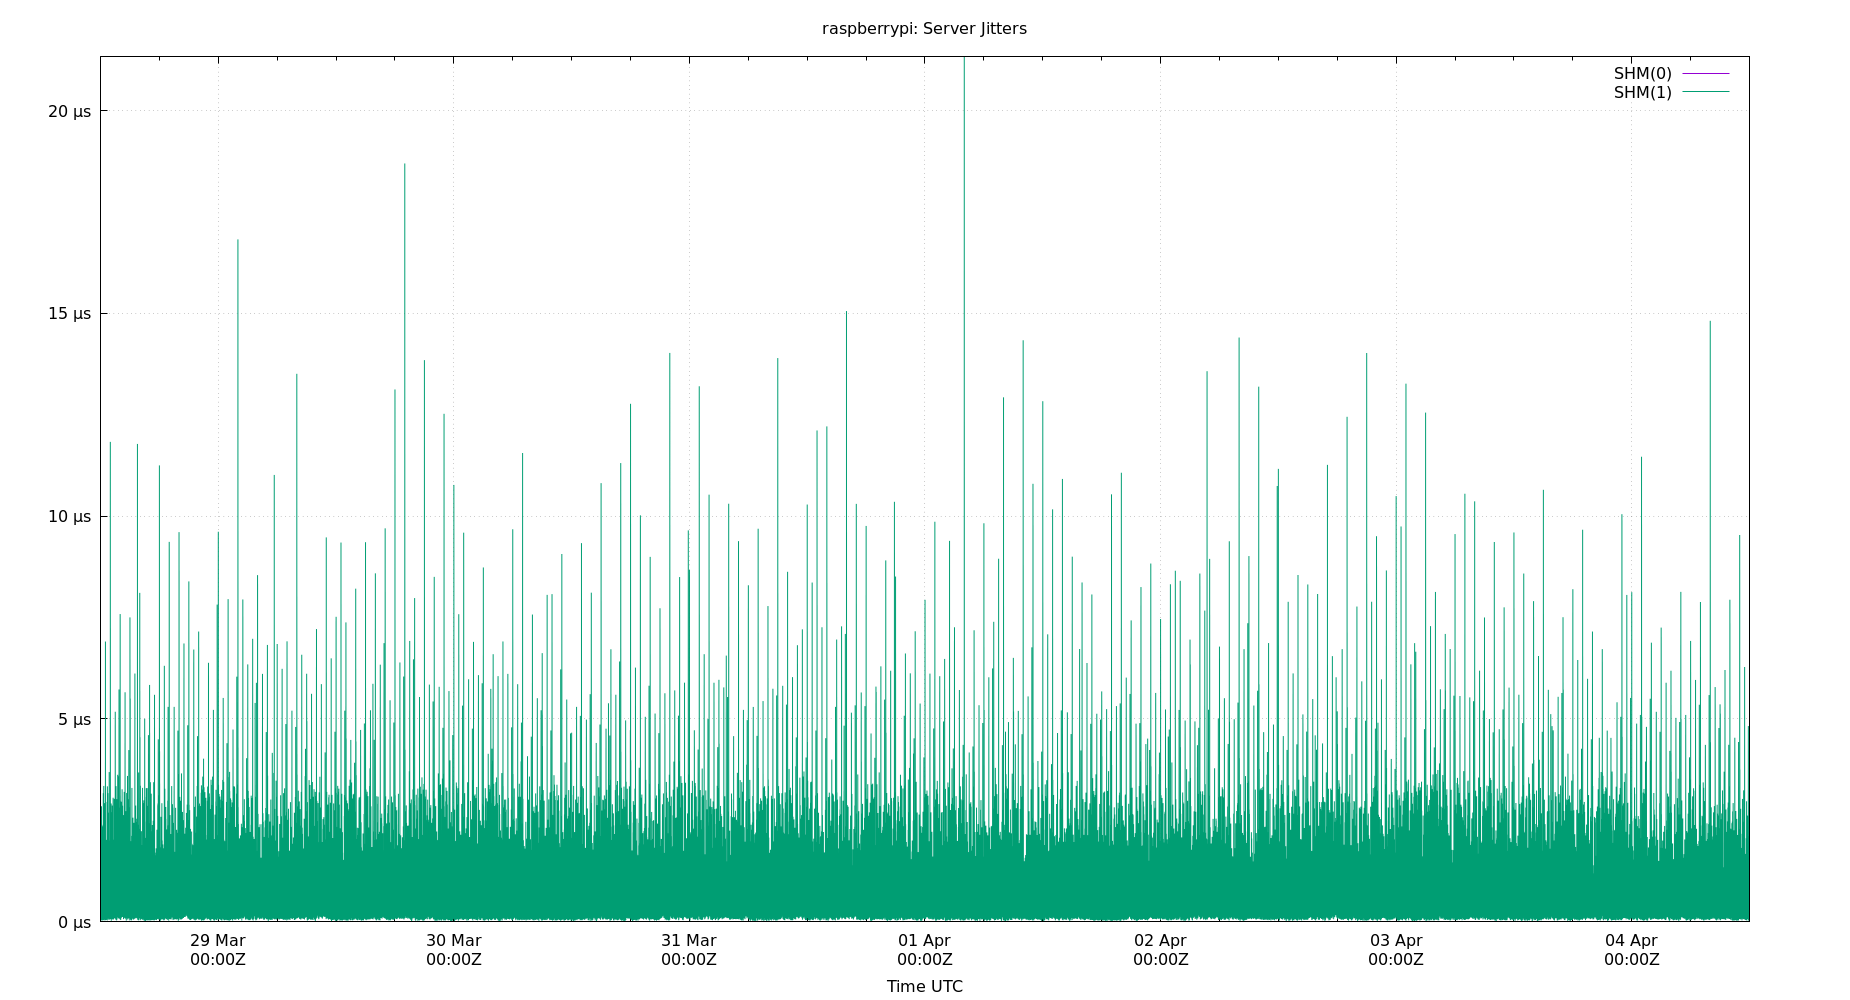 raspberrypi: Server Jitters
SHM(0)
SHM(1)
20 µs
15 µs
10 µs
5 µs
0 µs
29 Mar 30 Mar 31 Mar 01 Apr 02 Apr 03 Apr 04 Apr
00:00Z 00:00Z 00:00Z 00:00Z 00:00Z 00:00Z 00:00Z
Time UTC